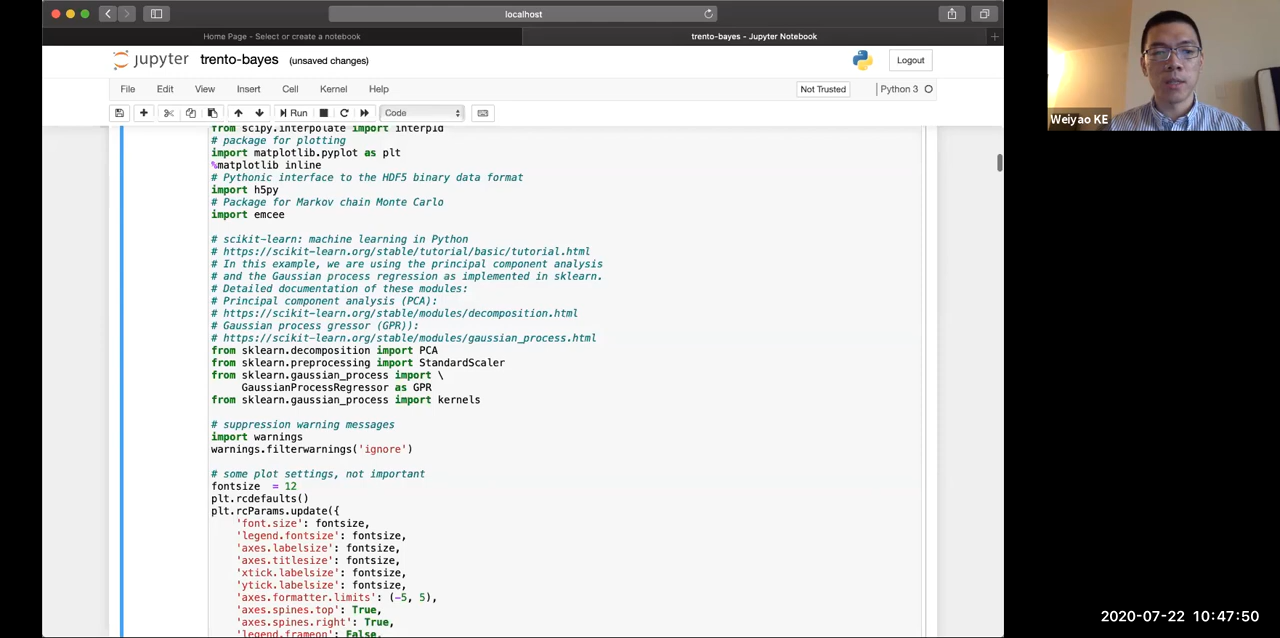 localhost
Home Page - Select or create a notebook
trento-bayes - Jupyter Notebook
jupyter trento-bayes (unsaved changes)
Logout
File Edit View Insert Cell Kernel Help
Not Trusted
Python 3
Run
Code
from scipy.interpolate import interp1d
# package for plotting
import matplotlib.pyplot as plt
%matplotlib inline
# Pythonic interface to the HDF5 binary data format
import h5py
# Package for Markov chain Monte Carlo
import emcee
# scikit-learn: machine learning in Python
# https://scikit-learn.org/stable/tutorial/basic/tutorial.html
# In this example, we are using the principal component analysis
# and the Gaussian process regression as implemented in sklearn.
# Detailed documentation of these modules:
# Principal component analysis (PCA):
# https://scikit-learn.org/stable/modules/decomposition.html
# Gaussian process gressor (GPR)):
# https://scikit-learn.org/stable/modules/gaussian_process.html
from sklearn.decomposition import PCA
from sklearn.preprocessing import StandardScaler
from sklearn.gaussian_process import \
GaussianProcessRegressor as GPR
from sklearn.gaussian_process import kernels
# suppression warning messages
import warnings
warnings.filterwarnings('ignore')
# some plot settings, not important
fontsize = 12
plt.rcdefaults()
plt.rcParams.update({
'font.size': fontsize,
'legend.fontsize': fontsize,
'axes.labelsize': fontsize,
'axes.titlesize': fontsize,
'xtick.labelsize': fontsize,
'ytick.labelsize': fontsize,
'axes.formatter.limits': (-5, 5),
'axes.spines.top': True,
'axes.spines.right': True,
'legend.frameon': False,
Weiyao KE
2020-07-22 10:47:50